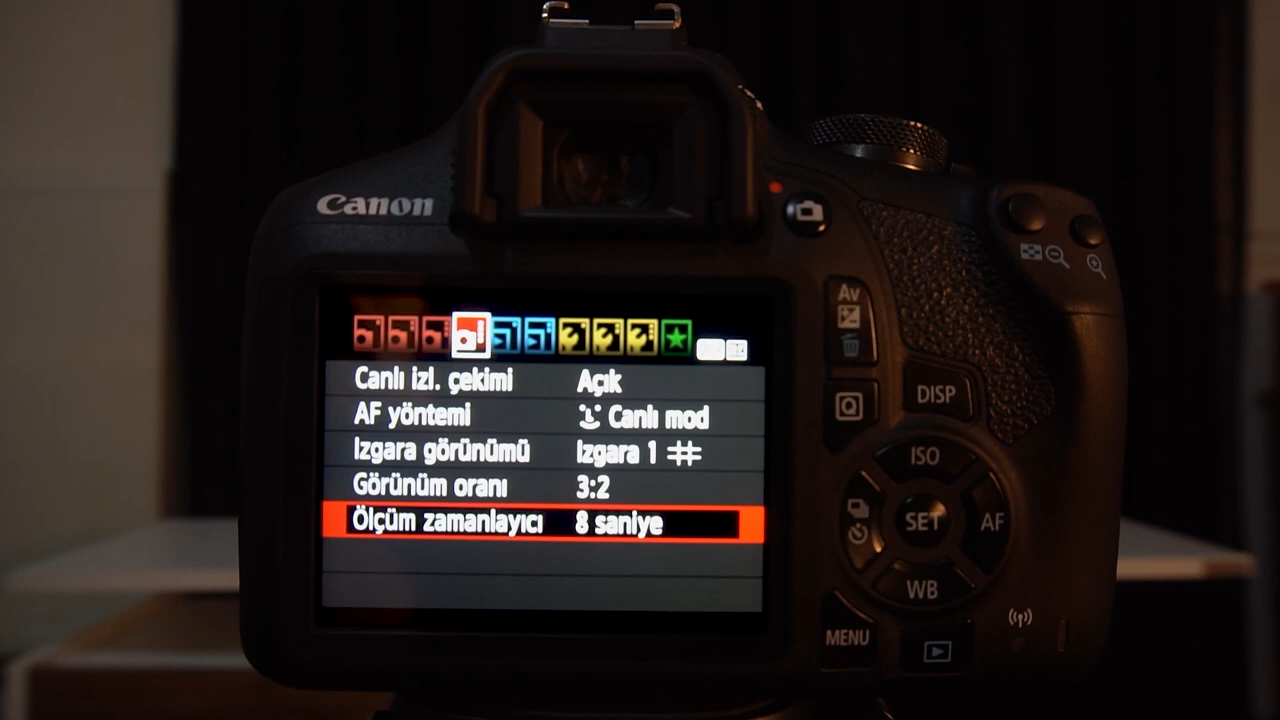 Canon
Canlı izl. çekimi Açık
AF yöntemi Canlı mod
Izgara görünümü Izgara 1
Görünüm oranı 3:2
Ölçüm zamanlayıcı 8 saniye
Av
Q
DISP
ISO
SET
AF
WB
MENU